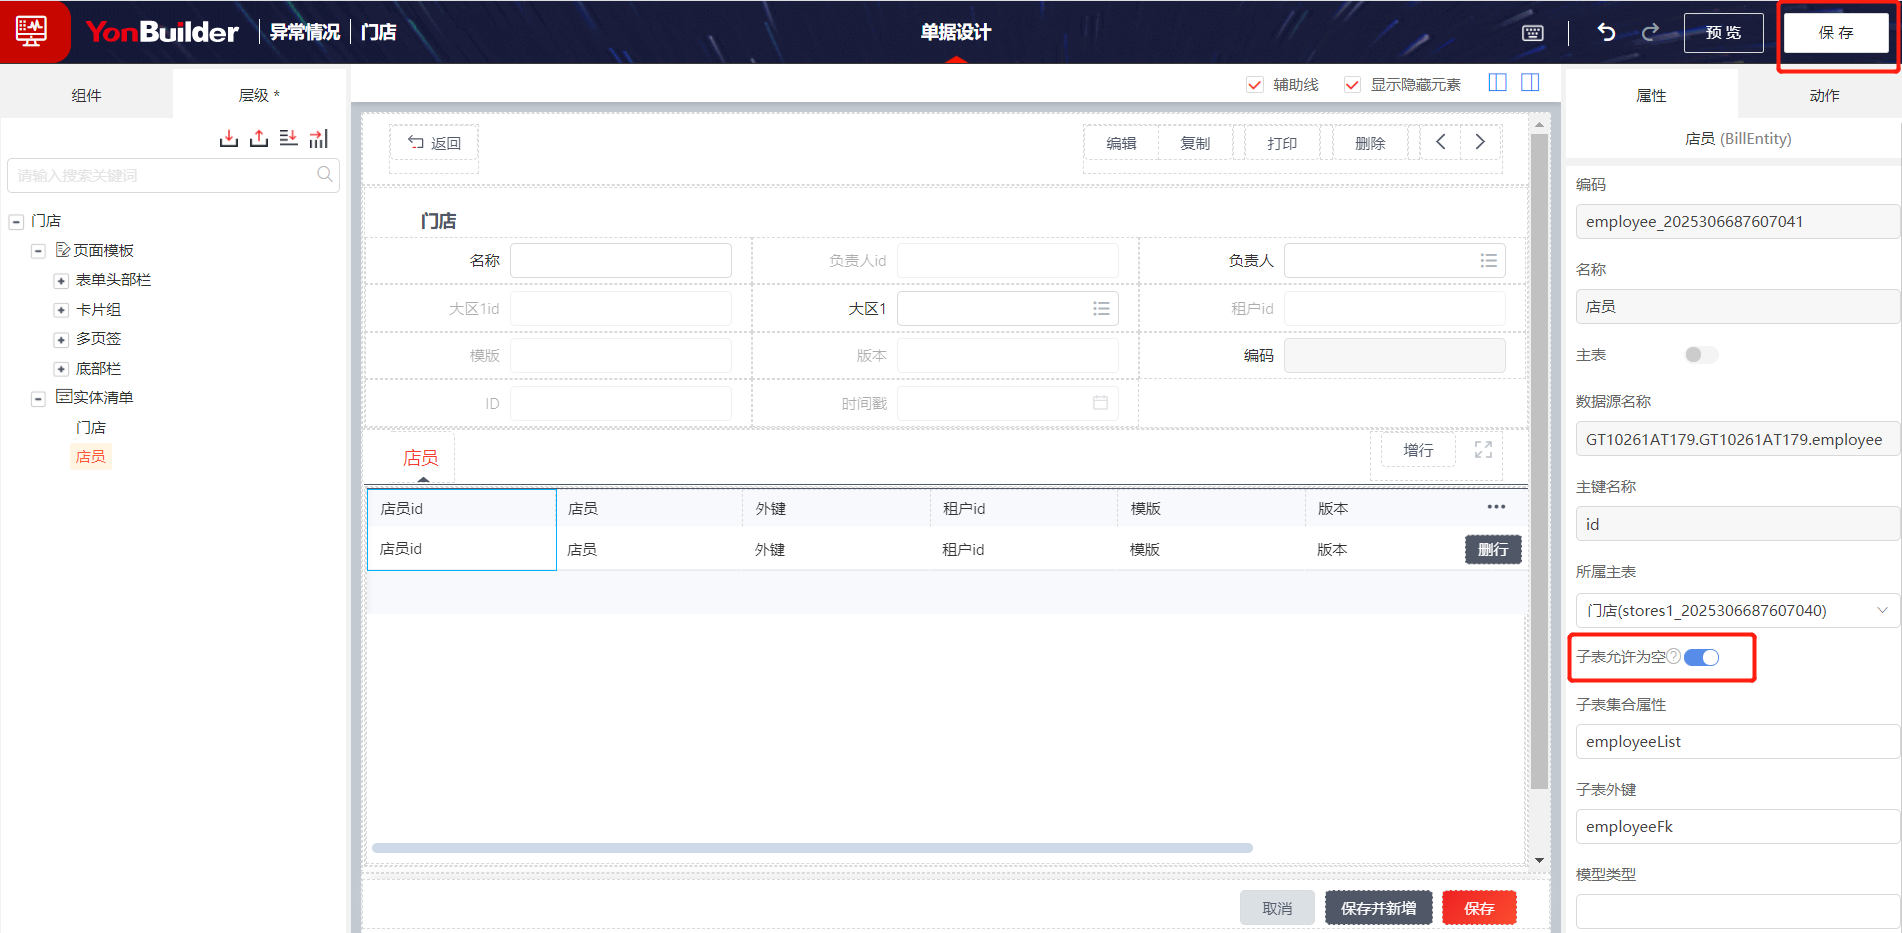 YonBuilder 异常情况 门店 单据设计 预 览 保 存
组件 层级 *
辅助线 显示隐藏元素
属性 动作
请输入搜索关键词
门店
页面模板
表单头部栏
卡片组
多页签
底部栏
实体清单
门店
店员
返回 编辑 复制 打印 删除
门店
名称 负责人id 负责人
大区1id 大区1 租户id
模版 版本 编码
ID 时间戳
店员 增行
店员id 店员 外键 租户id 模版 版本 •••
店员id 店员 外键 租户id 模版 版本 删行
取消 保存并新增 保存
店员 (BillEntity)
编码
employee_2025306687607041
名称
店员
主表
数据源名称
GT10261AT179.GT10261AT179.employee
主键名称
id
所属主表
门店(stores1_2025306687607040)
子表允许为空?
子表集合属性
employeeList
子表外键
employeeFk
模型类型